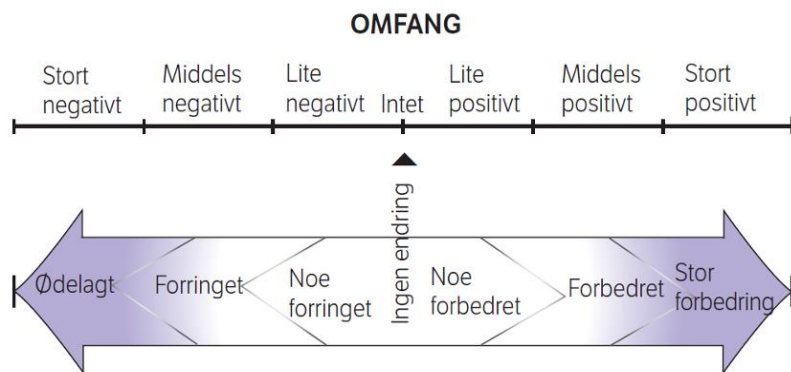 OMFANG
Stort
negativt
Middels
negativt
Lite
negativt
Intet
Lite
positivt
Middels
positivt
Stort
positivt
Ødelagt
Forringet
Noe
forringet
Ingen endring
Noe
forbedret
Forbedret
Stor
forbedring